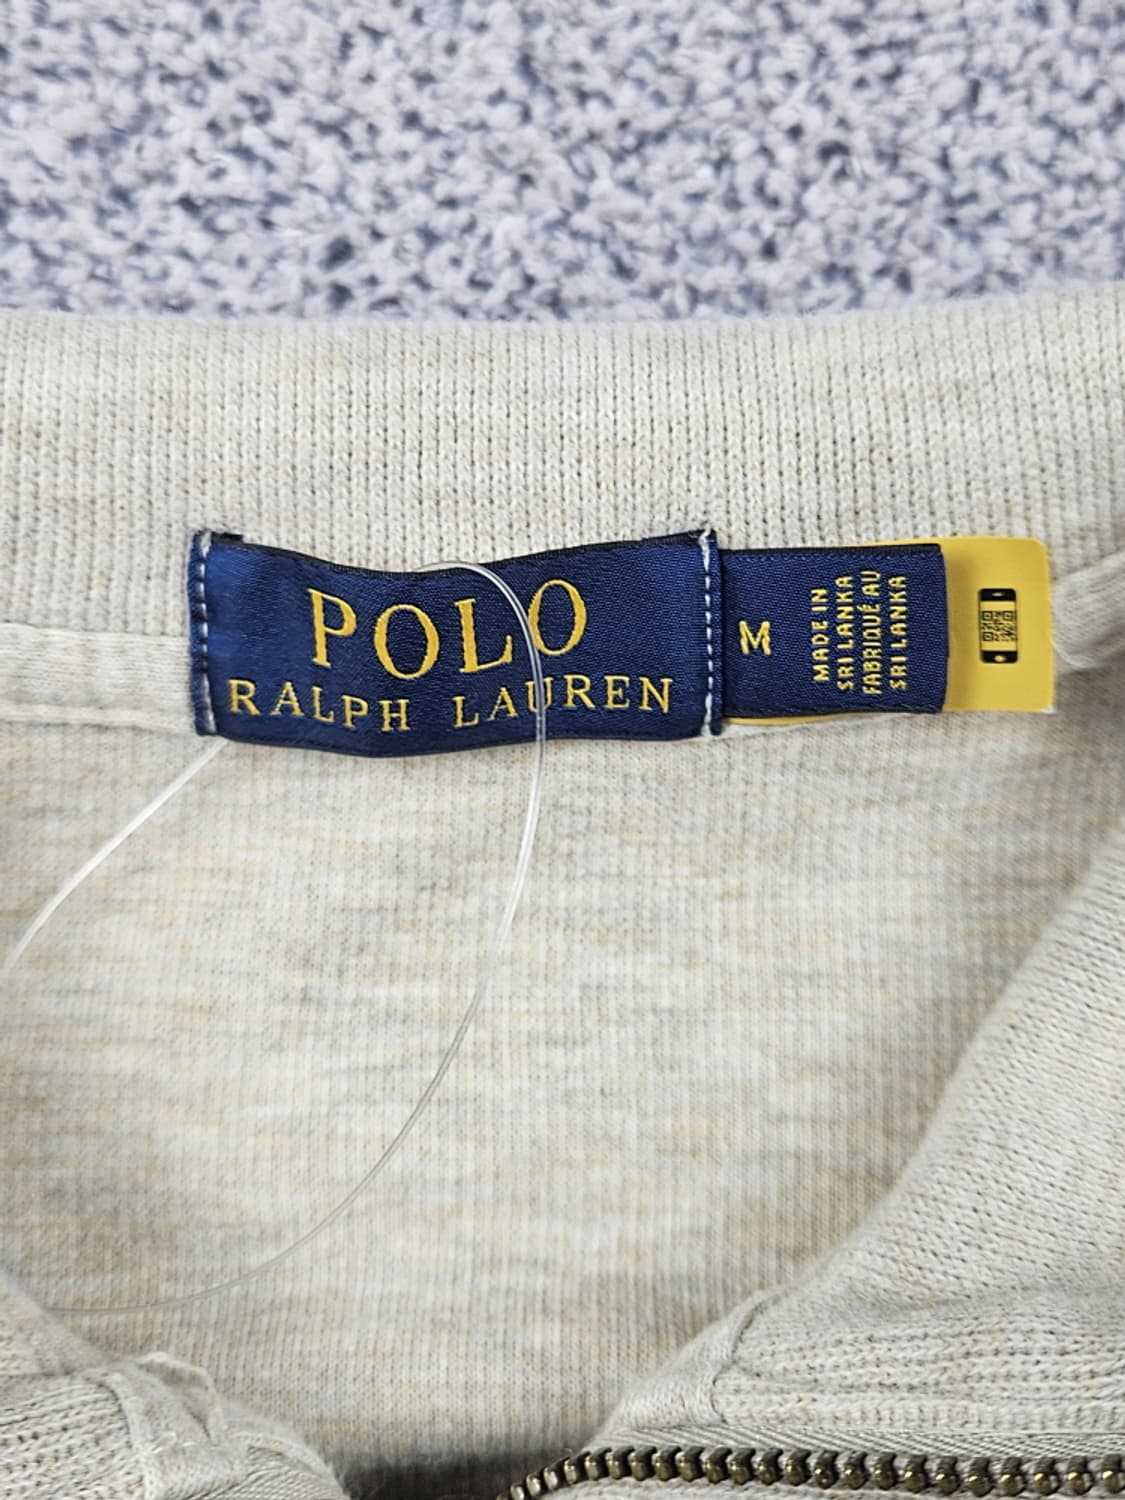 POLO
RALPH LAUREN
M
MADE IN
SRI LANKA
FABRIQUÉ AU
SRI LANKA